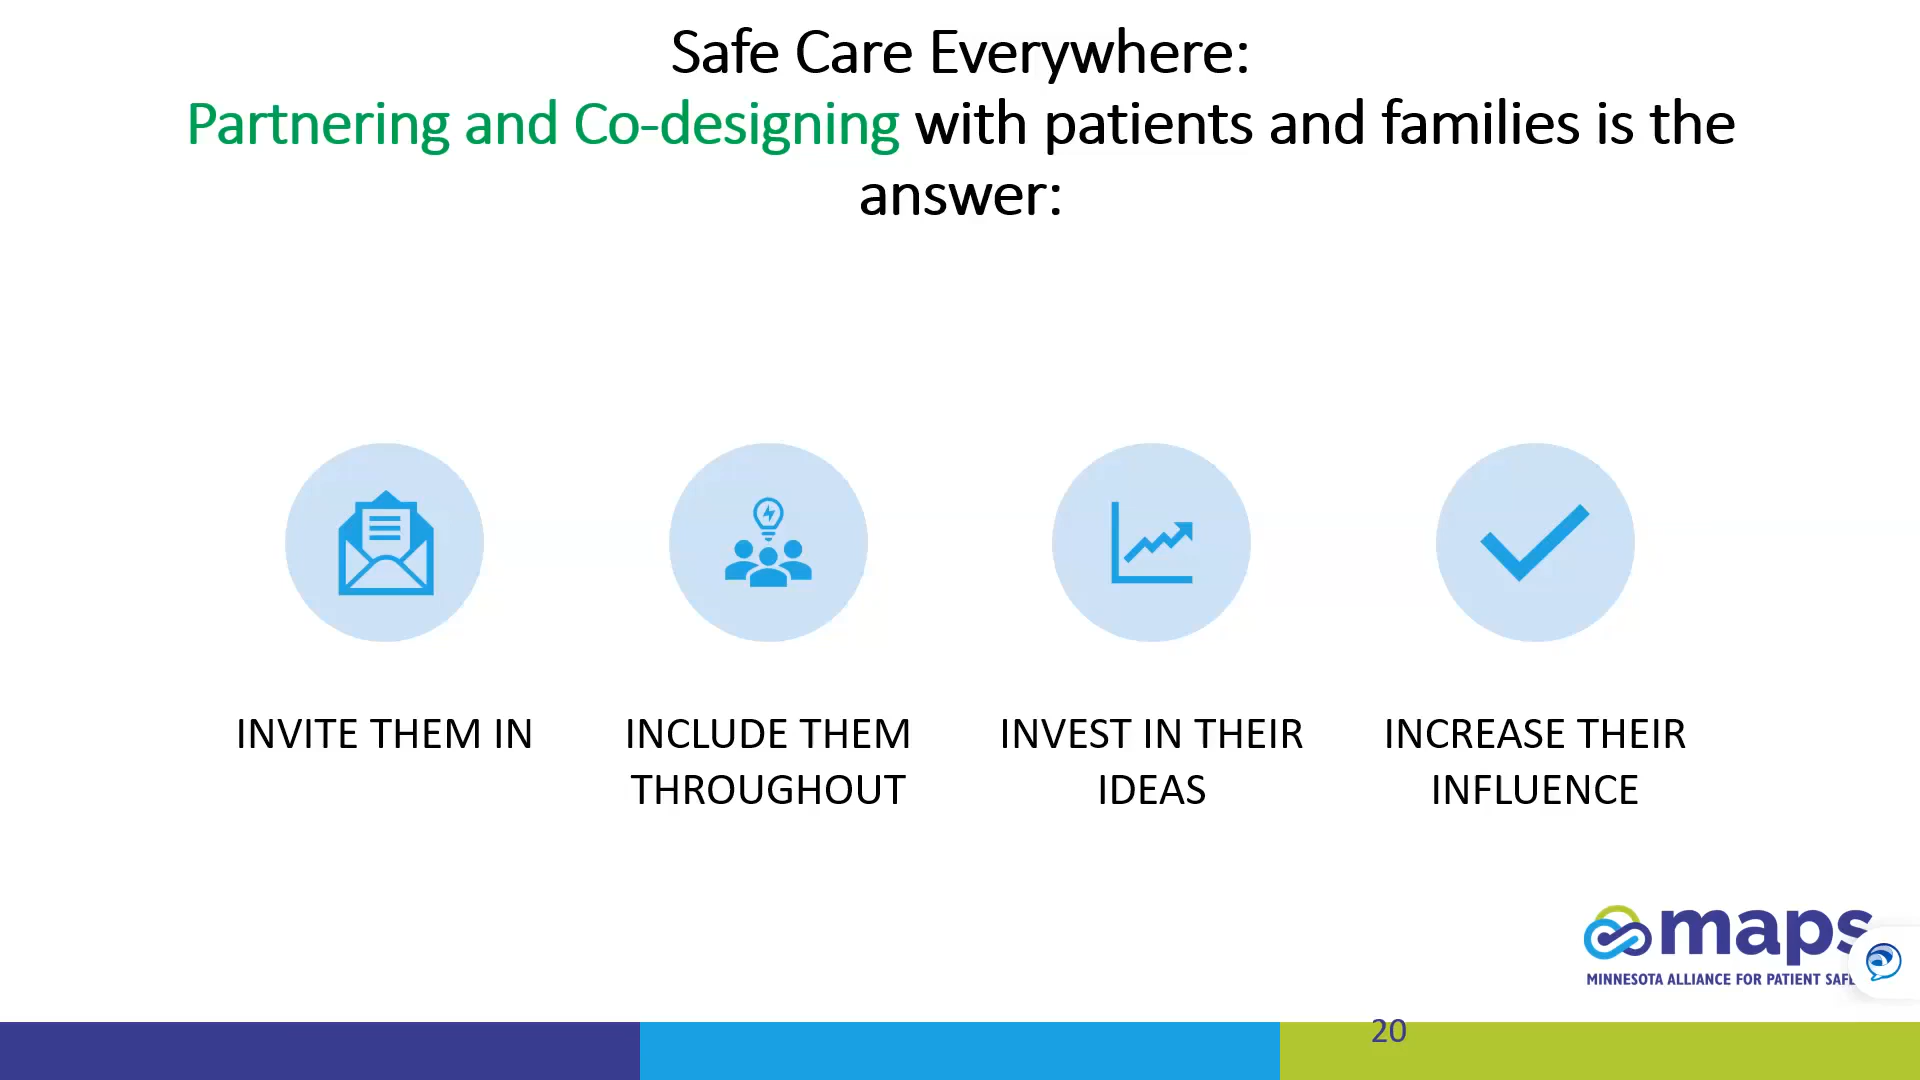 Safe Care Everywhere:
Partnering and Co-designing with patients and families is the
answer:
INVITE THEM IN
INCLUDE THEM
THROUGHOUT
INVEST IN THEIR
IDEAS
INCREASE THEIR
INFLUENCE
maps
MINNESOTA ALLIANCE FOR PATIENT
20